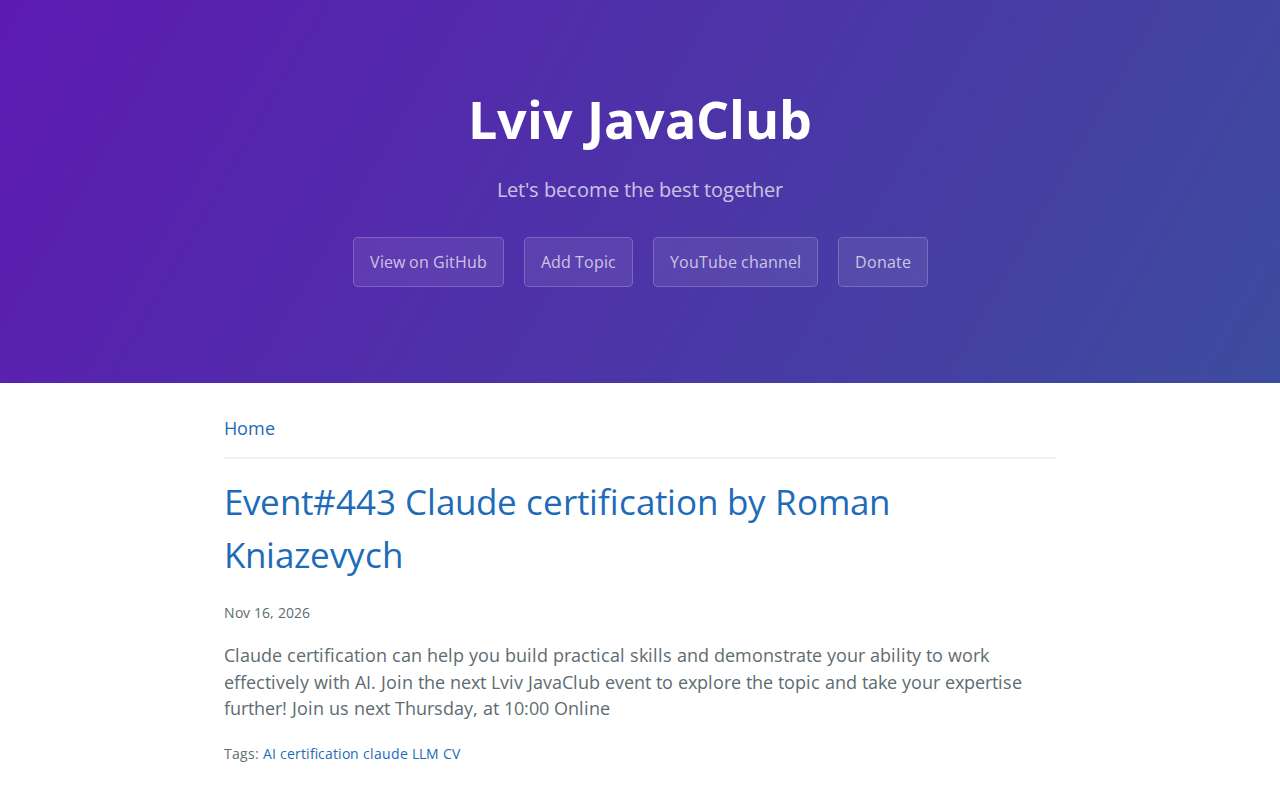 Lviv JavaClub
Let's become the best together
View on GitHub
Add Topic
YouTube channel
Donate
Home
Event#443 Claude certification by Roman
Kniazevych
Nov 16, 2026
Claude certification can help you build practical skills and demonstrate your ability to work
effectively with AI. Join the next Lviv JavaClub event to explore the topic and take your expertise
further! Join us next Thursday, at 10:00 Online
Tags: AI certification claude LLM CV